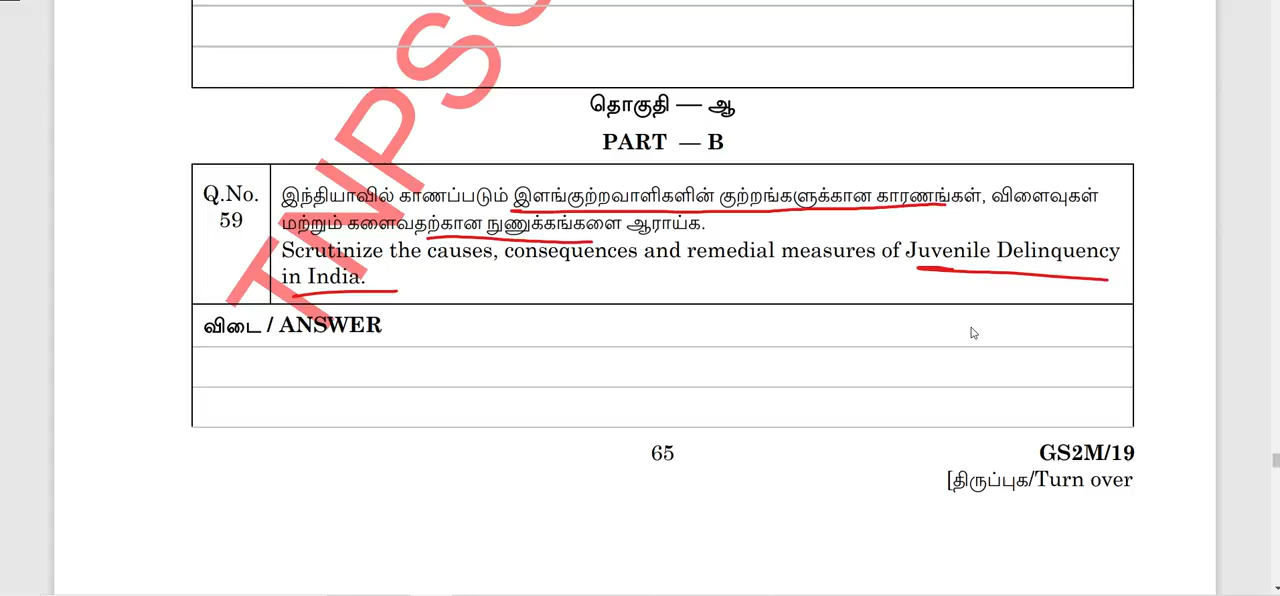 தொகுதி — ஆ
PART — B
Q.No. இந்தியாவில் காணப்படும் இளங்குற்றவாளிகளின் குற்றங்களுக்கான காரணங்கள், விளைவுகள்
59 மற்றும் களைவதற்கான நுணுக்கங்களை ஆராய்க.
Scrutinize the causes, consequences and remedial measures of Juvenile Delinquency
in India.
விடை / ANSWER
65 GS2M/19
[திருப்புக/Turn over
TNPSC